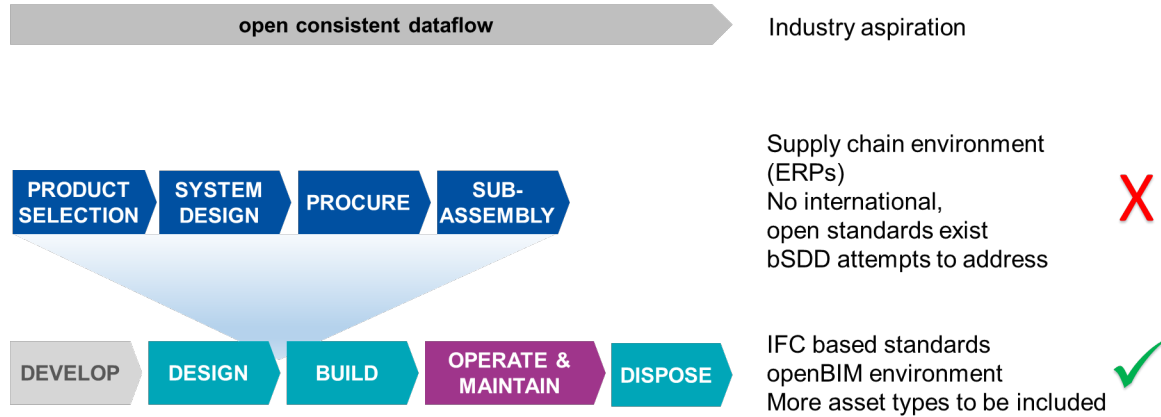 open consistent dataflow
Industry aspiration
PRODUCT
SELECTION
SYSTEM
DESIGN
PROCURE
SUB-
ASSEMBLY
Supply chain environment
(ERPs)
No international,
open standards exist
bSDD attempts to address
X
DEVELOP
DESIGN
BUILD
OPERATE &
MAINTAIN
DISPOSE
IFC based standards
openBIM environment
More asset types to be included